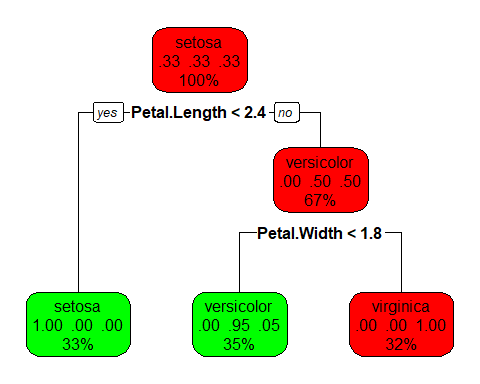 setosa
.33 .33 .33
100%
yes Petal.Length < 2.4 no
versicolor
.00 .50 .50
67%
Petal.Width < 1.8
setosa
1.00 .00 .00
33%
versicolor
.00 .95 .05
35%
virginica
.00 .00 1.00
32%